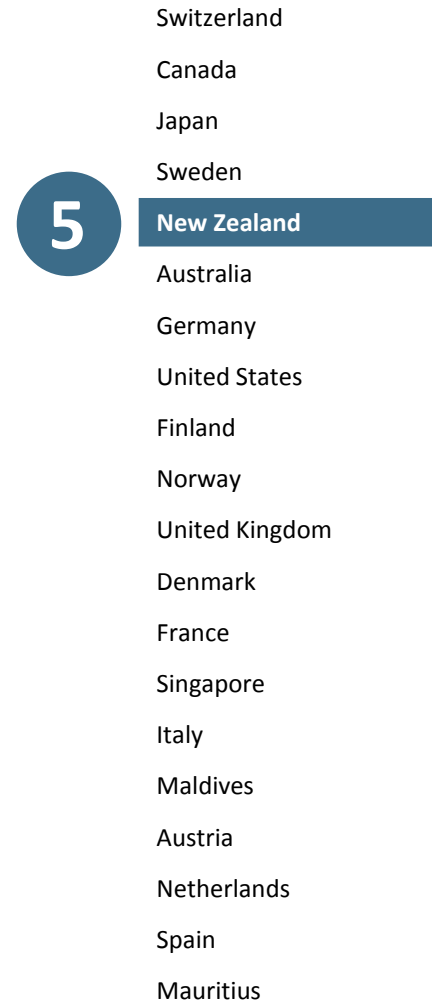 Switzerland
Canada
Japan
Sweden
5
New Zealand
Australia
Germany
United States
Finland
Norway
United Kingdom
Denmark
France
Singapore
Italy
Maldives
Austria
Netherlands
Spain
Mauritius